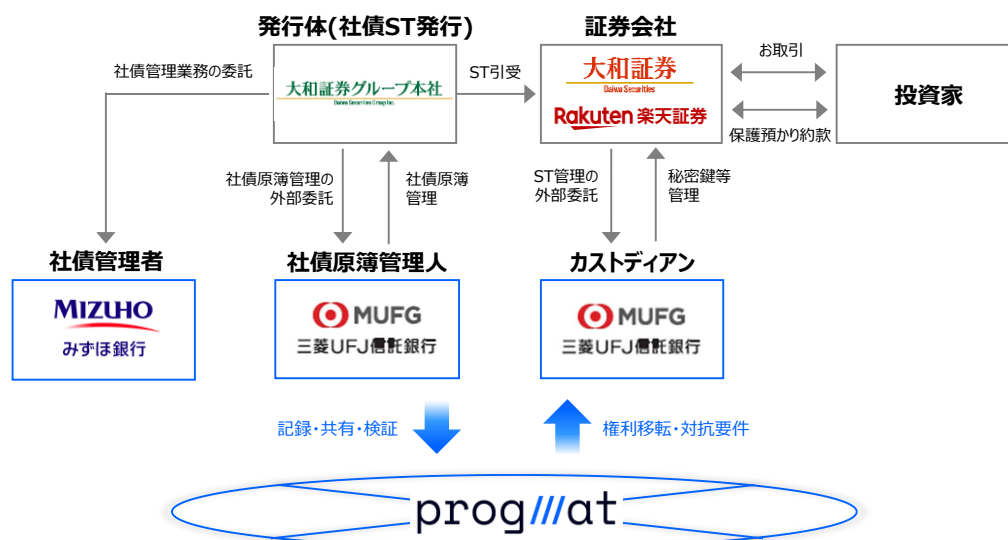 発行体(社債ST発行)
証券会社
社債管理業務の委託
大和証券グループ本社
Daiwa Securities Group Inc.
ST引受
大和証券
Daiwa Securities
Rakuten 楽天証券
お取引
保護預かり約款
投資家
社債原簿管理の
外部委託
社債原簿
管理
ST管理の
外部委託
秘密鍵等
管理
社債管理者
社債原簿管理人
カストディアン
MIZUHO
みずほ銀行
MUFG
三菱UFJ信託銀行
MUFG
三菱UFJ信託銀行
記録・共有・検証
権利移転・対抗要件
progmat